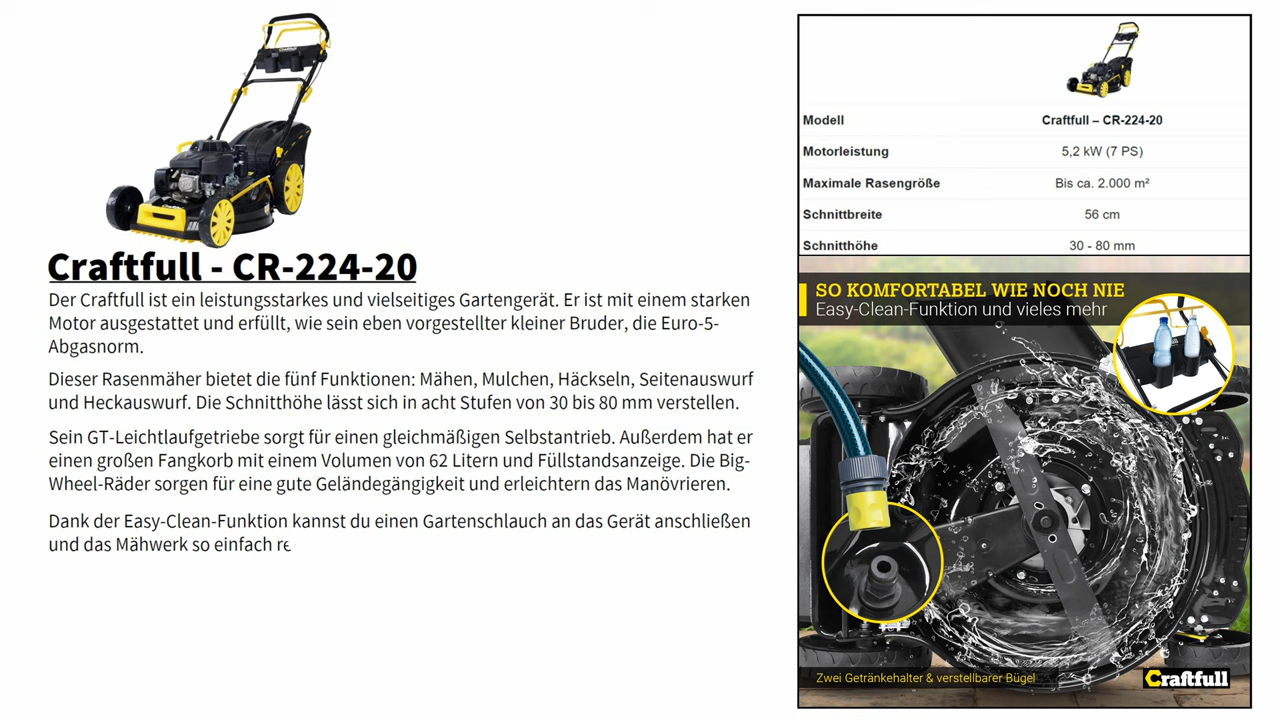 Craftfull - CR-224-20
Der Craftfull ist ein leistungsstarkes und vielseitiges Gartengerät. Er ist mit einem starken
Motor ausgestattet und erfüllt, wie sein eben vorgestellter kleiner Bruder, die Euro-5-
Abgasnorm.
Dieser Rasenmäher bietet die fünf Funktionen: Mähen, Mulchen, Häckseln, Seitenauswurf
und Heckauswurf. Die Schnitthöhe lässt sich in acht Stufen von 30 bis 80 mm verstellen.
Sein GT-Leichtlaufgetriebe sorgt für einen gleichmäßigen Selbstantrieb. Außerdem hat er
einen großen Fangkorb mit einem Volumen von 62 Litern und Füllstandsanzeige. Die Big-
Wheel-Räder sorgen für eine gute Geländegängigkeit und erleichtern das Manövrieren.
Dank der Easy-Clean-Funktion kannst du einen Gartenschlauch an das Gerät anschließen
und das Mähwerk so einfach re
Modell Craftfull – CR-224-20
Motorleistung 5,2 kW (7 PS)
Maximale Rasengröße Bis ca. 2.000 m²
Schnittbreite 56 cm
Schnitthöhe 30 - 80 mm
SO KOMFORTABEL WIE NOCH NIE
Easy-Clean-Funktion und vieles mehr
Zwei Getränkehalter & verstellbarer Bügel
Craftfull